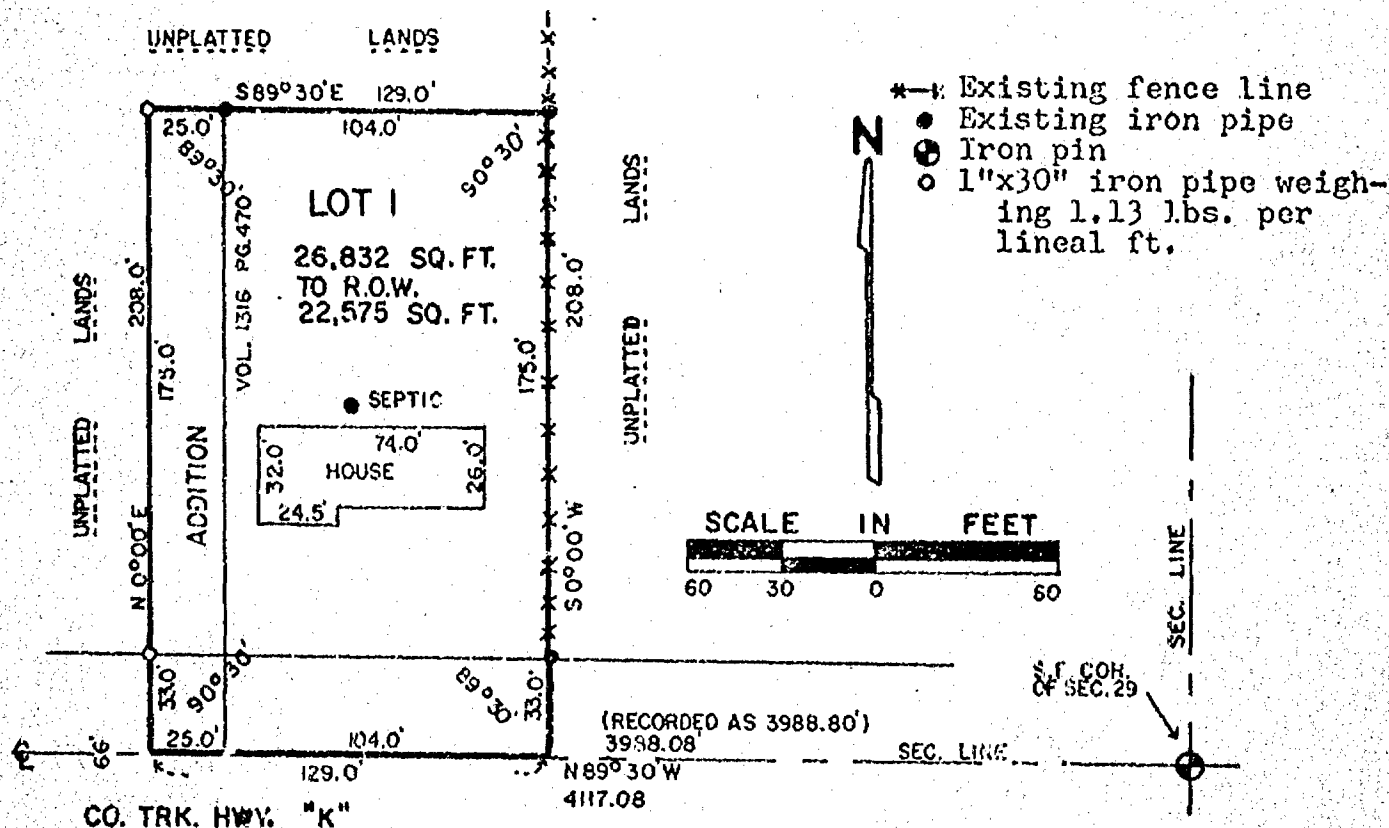 UNPLATTED LANDS
S89°30'E 129.0'
25.0' 104.0'
89°30' 90°30'
LOT 1
26,832 SQ. FT.
TO R.O.W.
22,575 SQ. FT.
VOL. 1316 PG.470
208.0'
175.0'
UNPLATTED LANDS
N 0°00' E
ADDITION
SEPTIC
74.0'
32.0'
HOUSE
26.0'
24.5'
175.0'
208.0'
S 0°00' W
UNPLATTED LANDS
33.0'
90°30'
89°30'
33.0'
25.0' 104.0'
129.0'
66'
CO. TRK. HWY. "K"
(RECORDED AS 3988.80')
3988.08'
N 89°30' W
4117.08
SEC. LINE
SEC. LINE
S.E. COR.
OF SEC. 29
N
Existing fence line
Existing iron pipe
Iron pin
1"x30" iron pipe weigh-
ing 1.13 lbs. per
lineal ft.
SCALE IN FEET
60 30 0 60